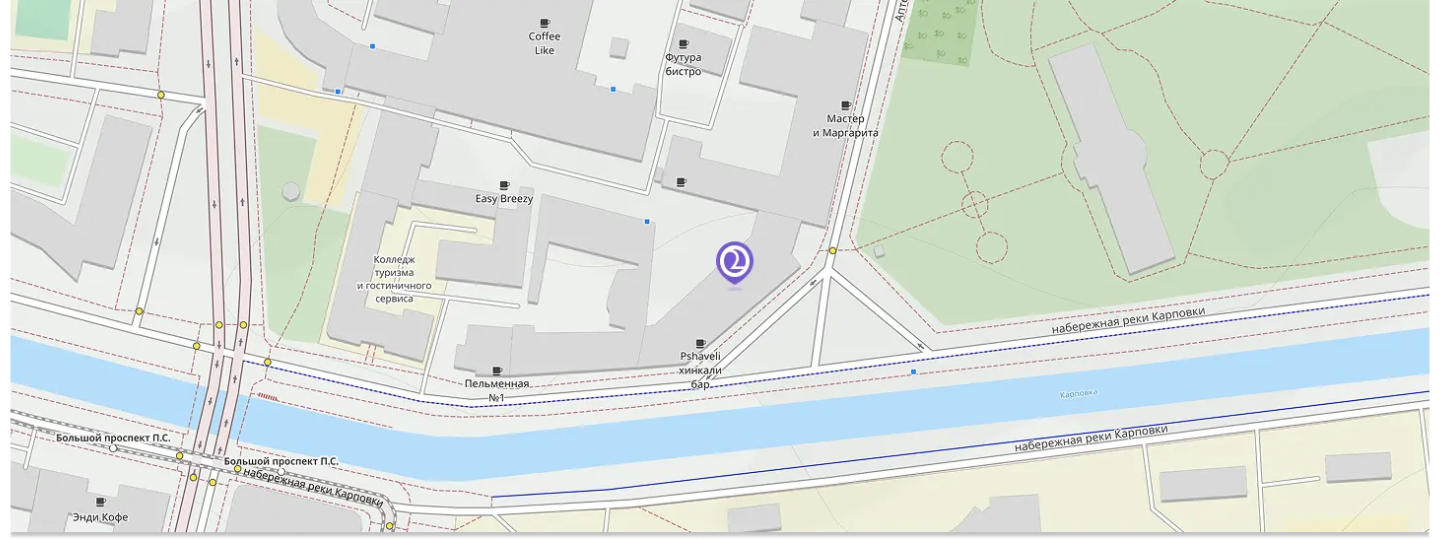 Апте
Coffee
Like
Футура
бистро
Мастер
и Маргарита
Easy Breezy
Колледж
туризма
и гостиничного
сервиса
набережная реки Карповки
Pshaveli
хинкали
бар
Пельменная
№1
Карповка
набережная реки Карповки
Большой проспект П.С.
Большой проспект П.С.
набережная реки Карповки
Энди Кофе